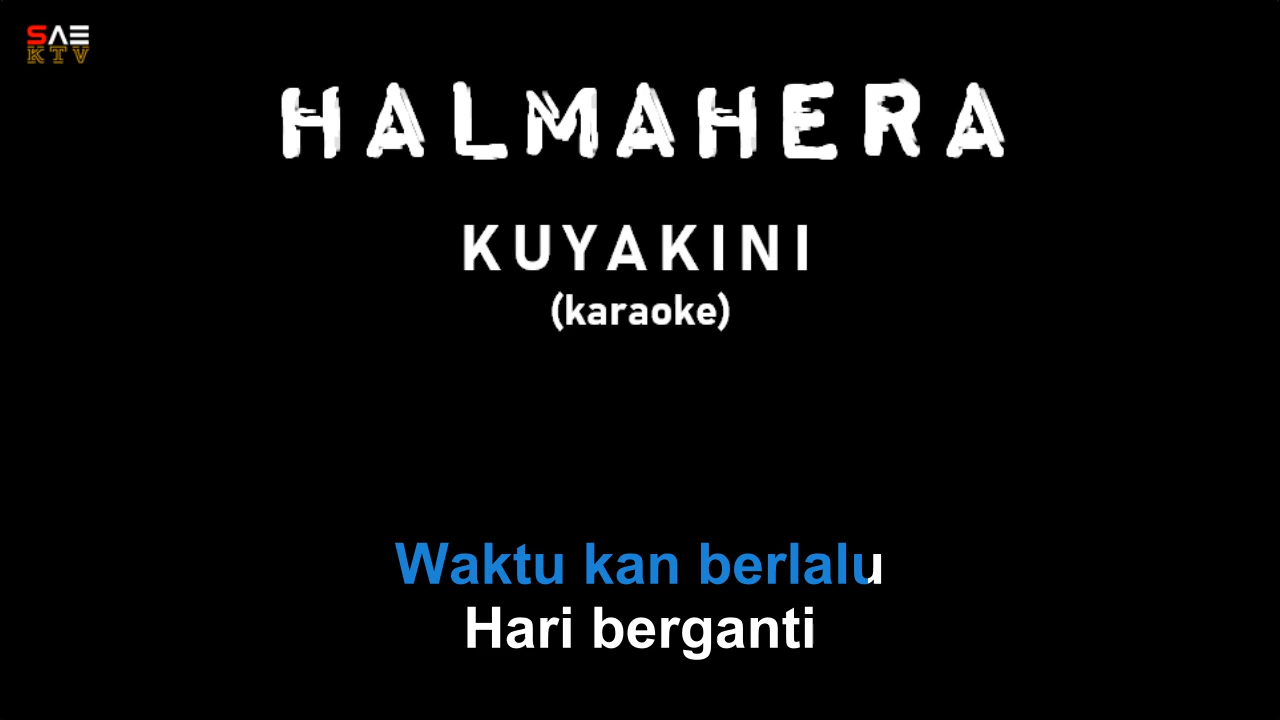 SAE
KTV
HALMAHERA
KUYAKINI
(karaoke)
Waktu kan berlalu
Hari berganti